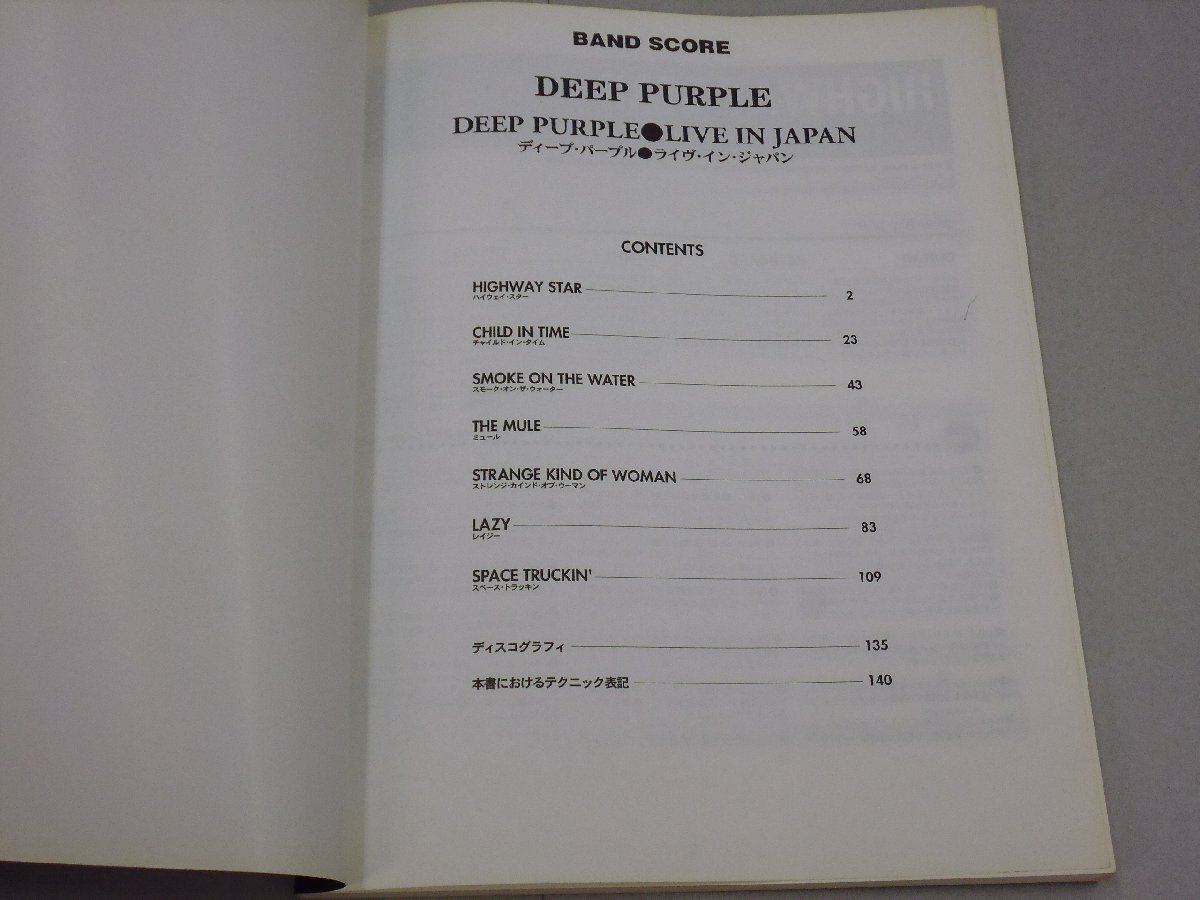 BAND SCORE
DEEP PURPLE
DEEP PURPLE●LIVE IN JAPAN
ディープ・パープル●ライヴ・イン・ジャパン
CONTENTS
HIGHWAY STAR 2
ハイウェイ・スター
CHILD IN TIME 23
チャイルド・イン・タイム
SMOKE ON THE WATER 43
スモーク・オン・ザ・ウォーター
THE MULE 58
ミュール
STRANGE KIND OF WOMAN 68
ストレンジ・カインド・オブ・ウーマン
LAZY 83
レイジー
SPACE TRUCKIN' 109
スペース・トラッキン
ディスコグラフィ 135
本書におけるテクニック表記 140